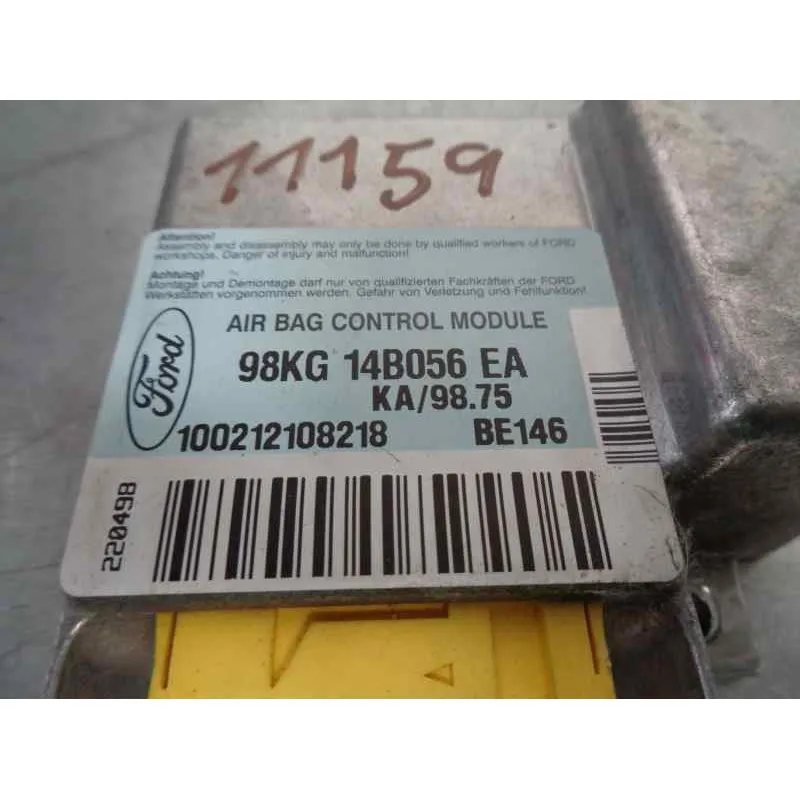 11159
Attention!
Assembly and disassembly may only be done by qualified workers of FORD
workshops. Danger of injury and malfunction!
Achtung!
Montage und Demontage darf nur von qualifizierten Fachkräften der FORD
Werkstätten vorgenommen werden. Gefahr von Verletzung und Fehlfunktion!
Ford
AIR BAG CONTROL MODULE
98KG 14B056 EA
KA/98.75
100212108218 BE146
220498